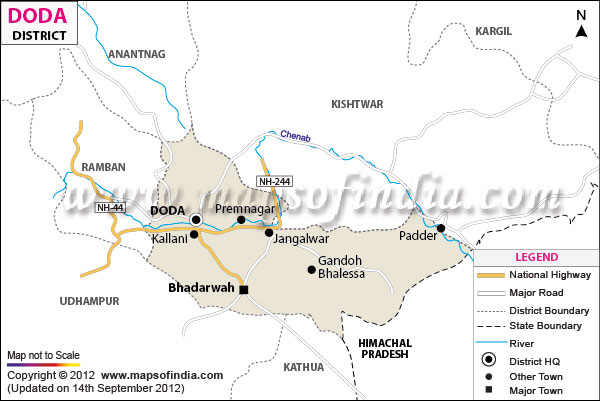 DODA
DISTRICT
N
KARGIL
ANANTNAG
KISHTWAR
Chenab
RAMBAN
NH-244
www.mapsofindia.com
NH-44
DODA
Premnagar
Kallani
Jangalwar
Padder
Gandoh
Bhalessa
Bhadarwah
UDHAMPUR
HIMACHAL
PRADESH
KATHUA
LEGEND
National Highway
Major Road
District Boundary
State Boundary
River
District HQ
Other Town
Major Town
Map not to Scale
Copyright © 2012 www.mapsofindia.com
(Updated on 14th September 2012)